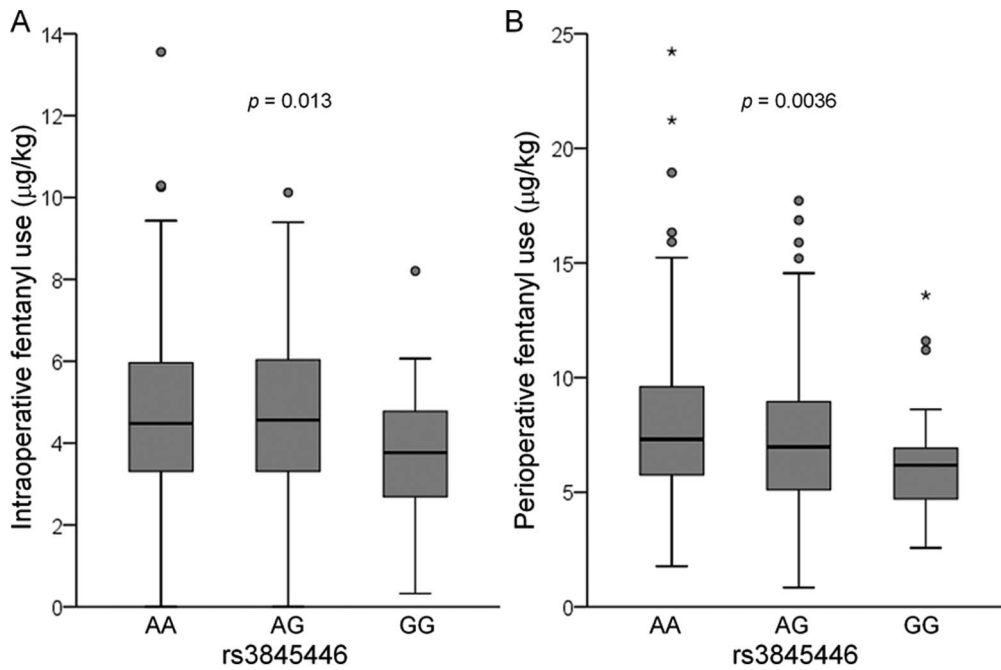 A
Intraoperative fentanyl use (µg/kg)
14
12
10
8
6
4
2
0
p = 0.013
AA AG GG
rs3845446
B
Perioperative fentanyl use (µg/kg)
25
20
15
10
5
0
p = 0.0036
* * *
AA AG GG
rs3845446